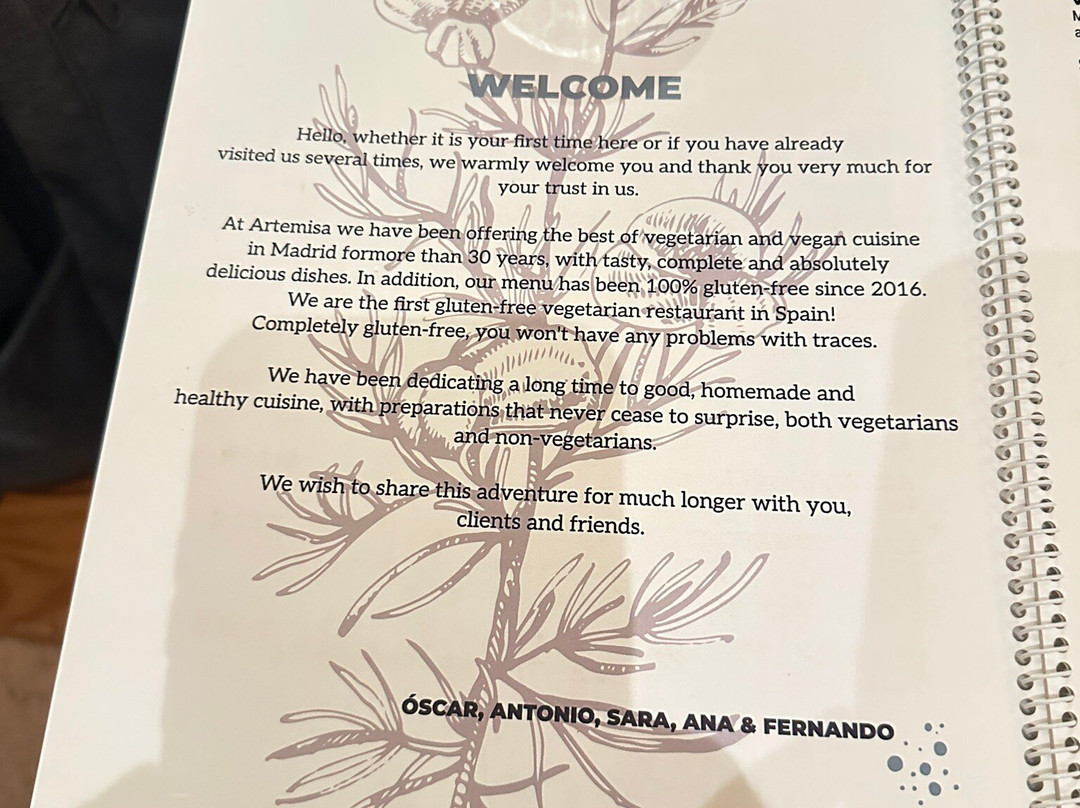 WELCOME
Hello, whether it is your first time here or if you have already
visited us several times, we warmly welcome you and thank you very much for
your trust in us.
At Artemisa we have been offering the best of vegetarian and vegan cuisine
in Madrid formore than 30 years, with tasty, complete and absolutely
delicious dishes. In addition, our menu has been 100% gluten-free since 2016.
We are the first gluten-free vegetarian restaurant in Spain!
Completely gluten-free, you won't have any problems with traces.
We have been dedicating a long time to good, homemade and
healthy cuisine, with preparations that never cease to surprise, both vegetarians
and non-vegetarians.
We wish to share this adventure for much longer with you,
clients and friends.
ÓSCAR, ANTONIO, SARA, ANA & FERNANDO